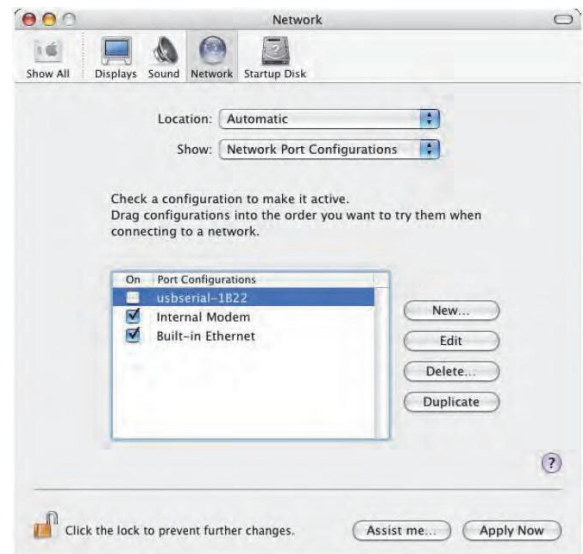 Network
Show All Displays Sound Network Startup Disk
Location: Automatic
Show: Network Port Configurations
Check a configuration to make it active.
Drag configurations into the order you want to try them when
connecting to a network.
On Port Configurations
usbserial-1B22
Internal Modem
Built-in Ethernet
New...
Edit
Delete...
Duplicate
?
Click the lock to prevent further changes.
Assist me...
Apply Now